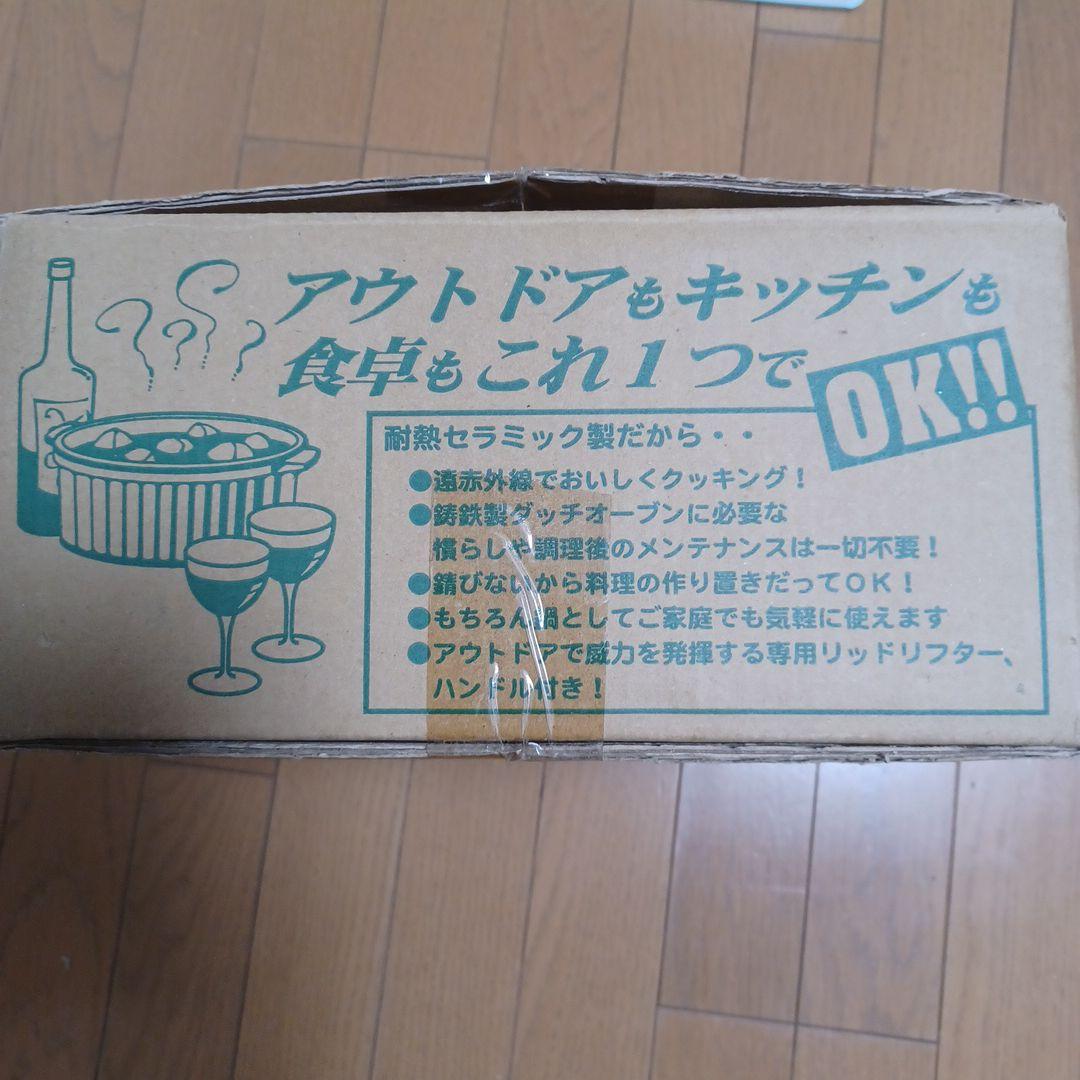 アウトドアもキッチンも
食卓もこれ1つで
OK!!
耐熱セラミック製だから・・
●遠赤外線でおいしくクッキング!
●鋳鉄製ダッチオーブンに必要な
慣らしや調理後のメンテナンスは一切不要!
●錆びないから料理の作り置きだってOK!
●もちろん鍋としてご家庭でも気軽に使えます
●アウトドアで威力を発揮する専用リッドリフター、
ハンドル付き!